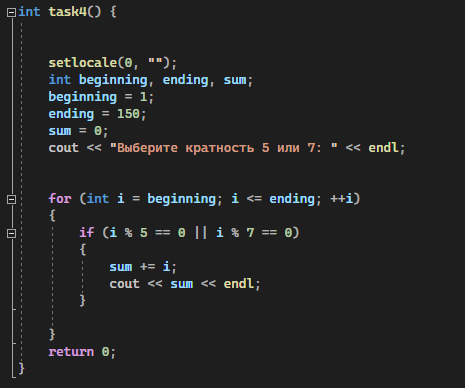 int task4() {
setlocale(0, "");
int beginning, ending, sum;
beginning = 1;
ending = 150;
sum = 0;
cout << "Выберите кратность 5 или 7: " << endl;
for (int i = beginning; i <= ending; ++i)
{
if (i % 5 == 0 || i % 7 == 0)
{
sum += i;
cout << sum << endl;
}
}
return 0;
}